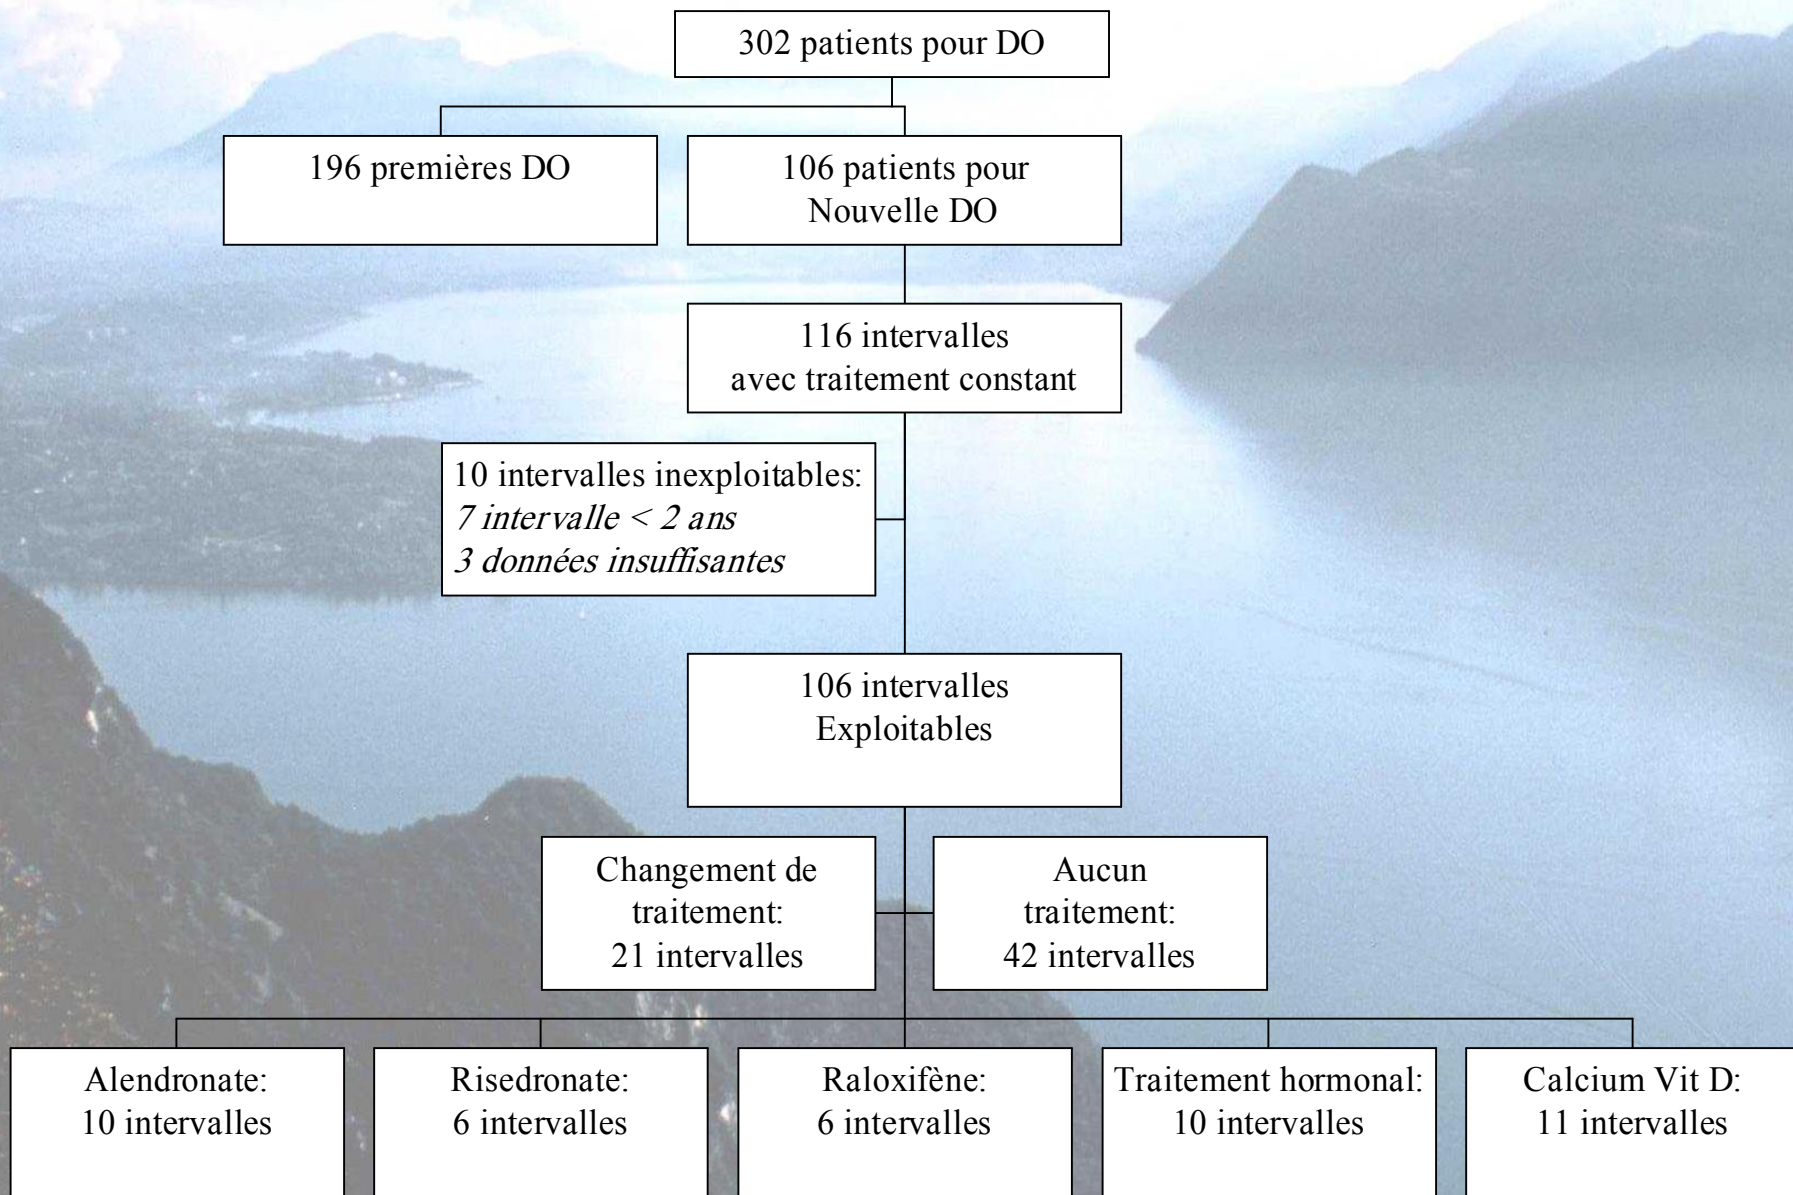 302 patients pour DO
196 premières DO
106 patients pour
Nouvelle DO
116 intervalles
avec traitement constant
10 intervalles inexploitables:
7 intervalle < 2 ans
3 données insuffisantes
106 intervalles
Exploitables
Changement de
traitement:
21 intervalles
Aucun
traitement:
42 intervalles
Alendronate:
10 intervalles
Risedronate:
6 intervalles
Raloxifène:
6 intervalles
Traitement hormonal:
10 intervalles
Calcium Vit D:
11 intervalles